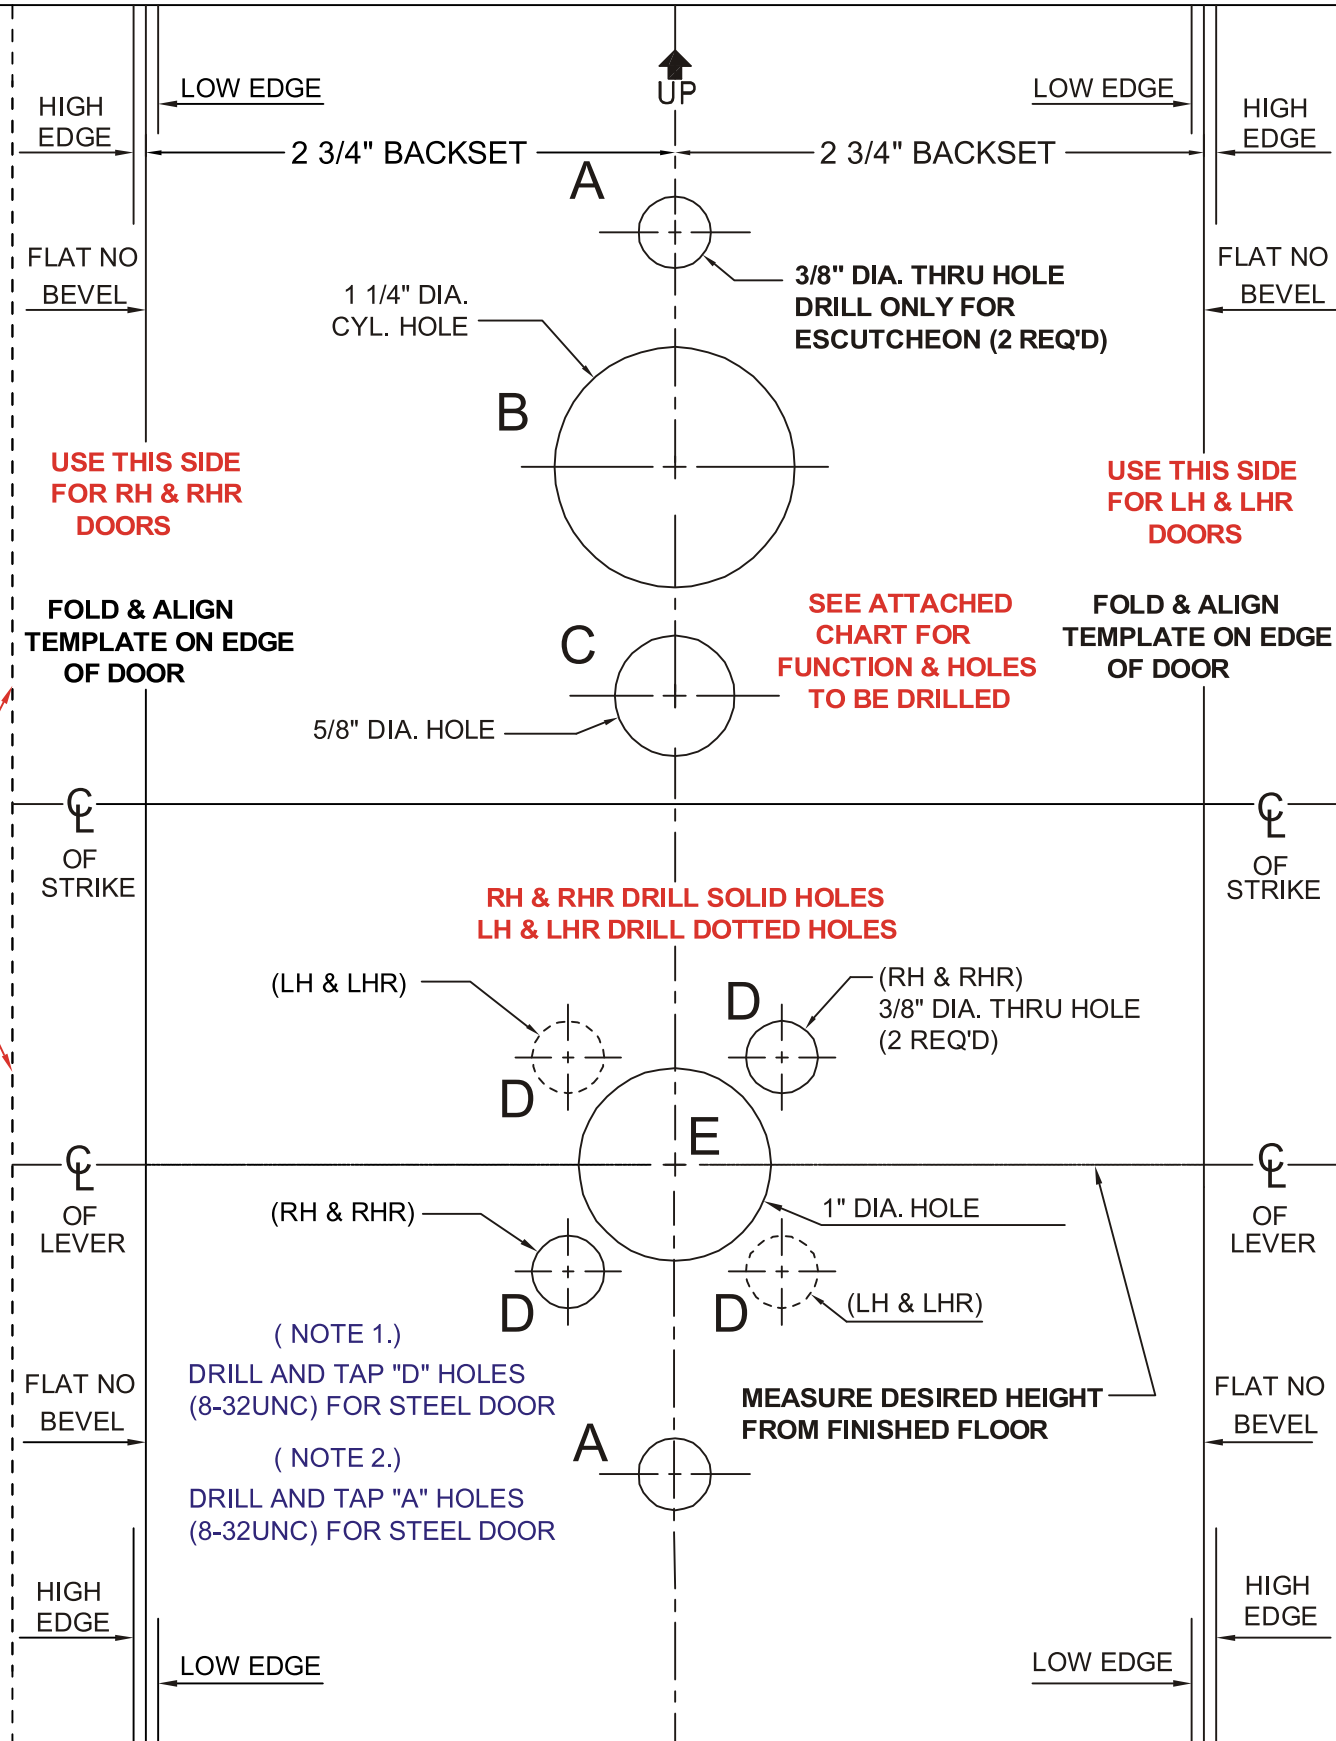 UP
LOW EDGE
LOW EDGE
HIGH
EDGE
HIGH
EDGE
2 3/4" BACKSET
2 3/4" BACKSET
A
FLAT NO
BEVEL
1 1/4" DIA.
CYL. HOLE
3/8" DIA. THRU HOLE
DRILL ONLY FOR
ESCUTCHEON (2 REQ'D)
FLAT NO
BEVEL
B
USE THIS SIDE
FOR RH & RHR
DOORS
USE THIS SIDE
FOR LH & LHR
DOORS
FOLD & ALIGN
TEMPLATE ON EDGE
OF DOOR
C
SEE ATTACHED
CHART FOR
FUNCTION & HOLES
TO BE DRILLED
FOLD & ALIGN
TEMPLATE ON EDGE
OF DOOR
5/8" DIA. HOLE
CL
OF
STRIKE
CL
OF
STRIKE
RH & RHR DRILL SOLID HOLES
LH & LHR DRILL DOTTED HOLES
(LH & LHR)
D
D
(RH & RHR)
3/8" DIA. THRU HOLE
(2 REQ'D)
E
CL
OF
LEVER
CL
OF
LEVER
(RH & RHR)
1" DIA. HOLE
D
D
(LH & LHR)
( NOTE 1.)
DRILL AND TAP "D" HOLES
(8-32UNC) FOR STEEL DOOR
MEASURE DESIRED HEIGHT
FROM FINISHED FLOOR
FLAT NO
BEVEL
FLAT NO
BEVEL
A
( NOTE 2.)
DRILL AND TAP "A" HOLES
(8-32UNC) FOR STEEL DOOR
HIGH
EDGE
HIGH
EDGE
LOW EDGE
LOW EDGE